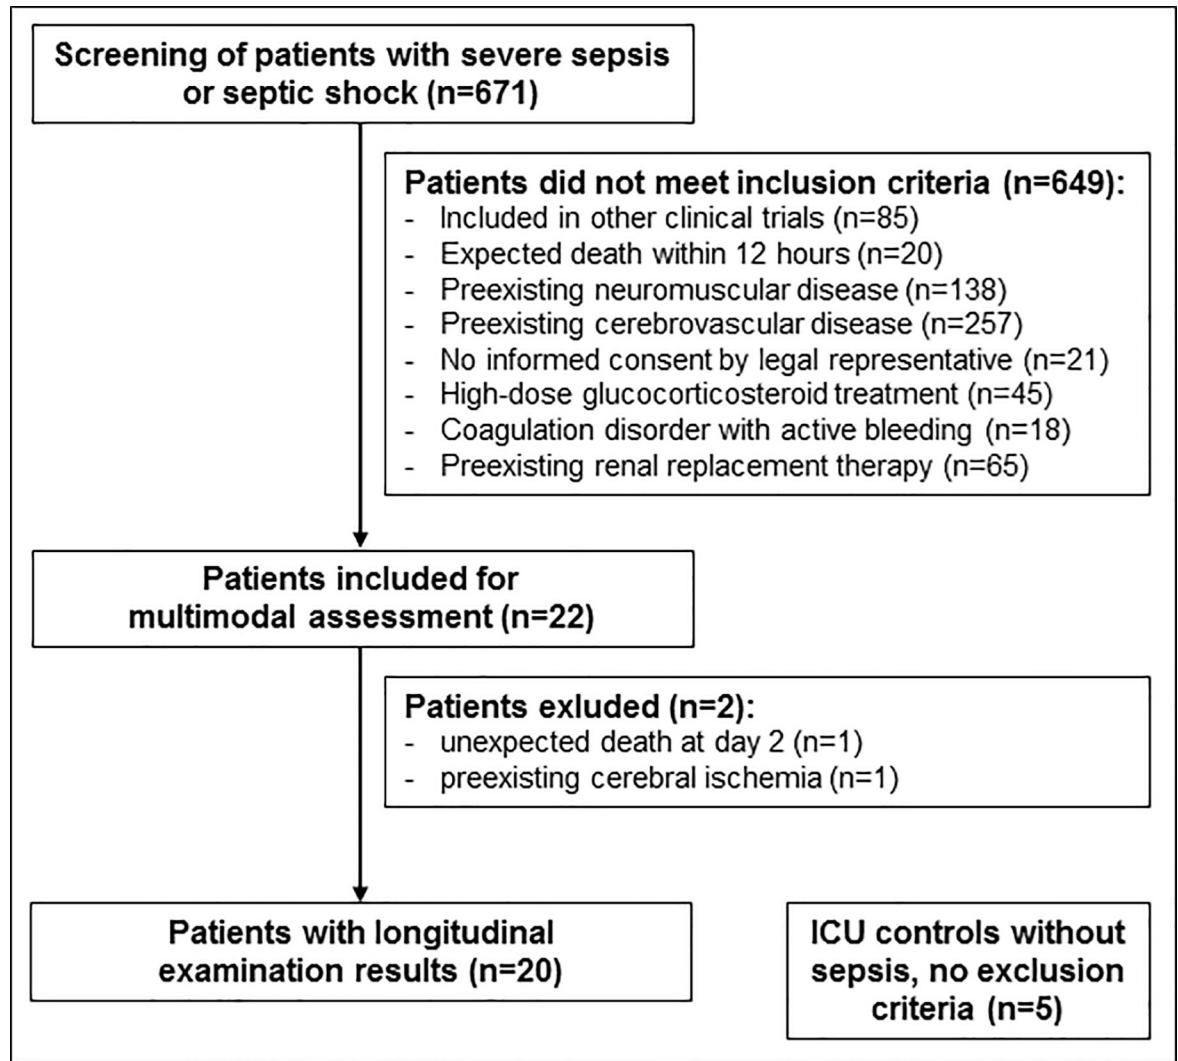 Screening of patients with severe sepsis
or septic shock (n=671)
Patients did not meet inclusion criteria (n=649):
- Included in other clinical trials (n=85)
- Expected death within 12 hours (n=20)
- Preexisting neuromuscular disease (n=138)
- Preexisting cerebrovascular disease (n=257)
- No informed consent by legal representative (n=21)
- High-dose glucocorticosteroid treatment (n=45)
- Coagulation disorder with active bleeding (n=18)
- Preexisting renal replacement therapy (n=65)
Patients included for
multimodal assessment (n=22)
Patients exluded (n=2):
- unexpected death at day 2 (n=1)
- preexisting cerebral ischemia (n=1)
Patients with longitudinal
examination results (n=20)
ICU controls without
sepsis, no exclusion
criteria (n=5)